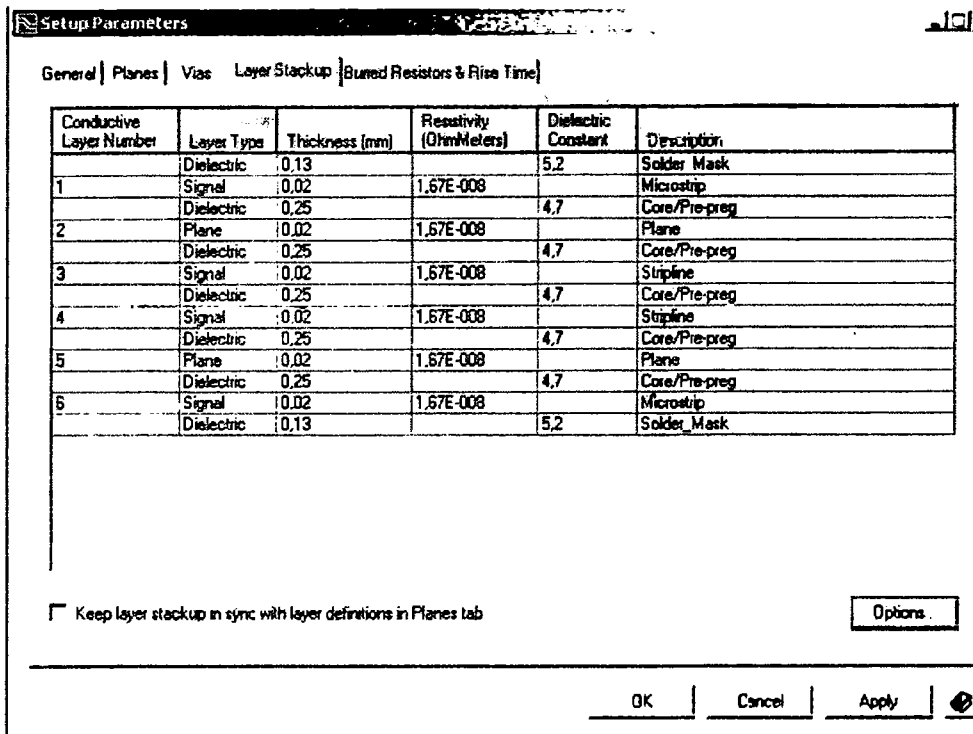 Setup Parameters
General Planes Vias Layer Stackup Burred Resistors & Rise Time
Conductive Layer Number Layer Type Thickness (mm) Resistivity (OhmMeters) Dielectric Constant Description
Dielectric 0,13 5,2 Solder Mask
1 Signal 0,02 1,67E-008 Microstrip
Dielectric 0,25 4,7 Core/Pre-preg
2 Plane 0,02 1,67E-008 Plane
Dielectric 0,25 4,7 Core/Pre-preg
3 Signal 0,02 1,67E-008 Stripline
Dielectric 0,25 4,7 Core/Pre-preg
4 Signal 0,02 1,67E-008 Stripline
Dielectric 0,25 4,7 Core/Pre-preg
5 Plane 0,02 1,67E-008 Plane
Dielectric 0,25 4,7 Core/Pre-preg
6 Signal 0,02 1,67E-008 Microstrip
Dielectric 0,13 5,2 Solder_Mask
Keep layer stackup in sync with layer definitions in Planes tab
Options .
OK Cancel Apply